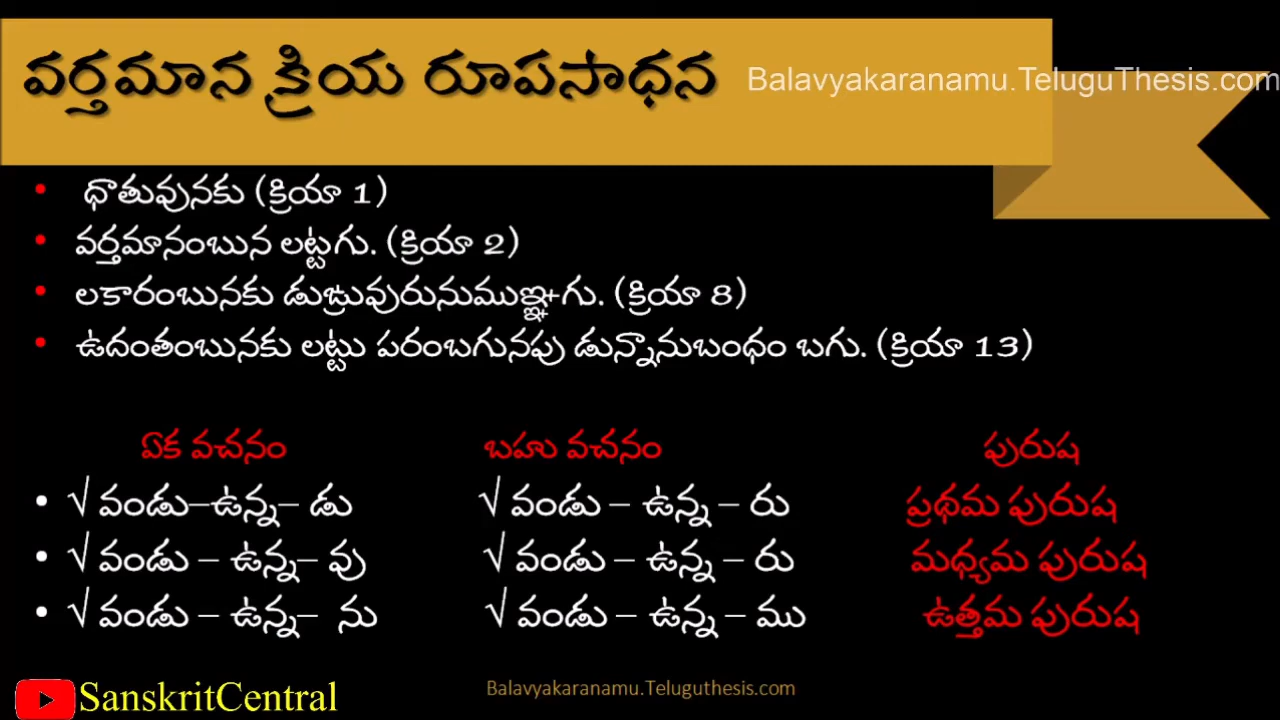 వర్తమాన క్రియ రూపసాధన Balavyakaranamu.TeluguThesis.com
• ధాతువునకు (క్రియా 1)
• వర్తమానంబున లట్టగు. (క్రియా 2)
• లకారంబునకు డుఙ్రువురునుముఞ్ఞగు. (క్రియా 8)
• ఉదంతంబునకు లట్టు పరంబగునపు డున్నానుబంధం బగు. (క్రియా 13)
ఏక వచనం బహు వచనం పురుష
• √ వండు–ఉన్న– డు √ వండు – ఉన్న – రు ప్రథమ పురుష
• √ వండు – ఉన్న– వు √ వండు – ఉన్న – రు మధ్యమ పురుష
• √ వండు – ఉన్న– ను √ వండు – ఉన్న – ము ఉత్తమ పురుష
SanskritCentral Balavyakaranamu.Teluguthesis.com